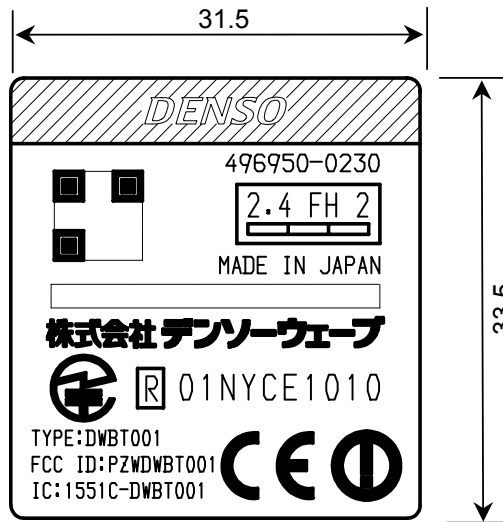 31.5
DENSO
496950-0230
2.4 FH 2
MADE IN JAPAN
株式会社 デンソーウェーブ
R 01NYCE1010
TYPE:DWBT001
FCC ID:PZWDWBT001
IC:1551C-DWBT001
CE
33.5